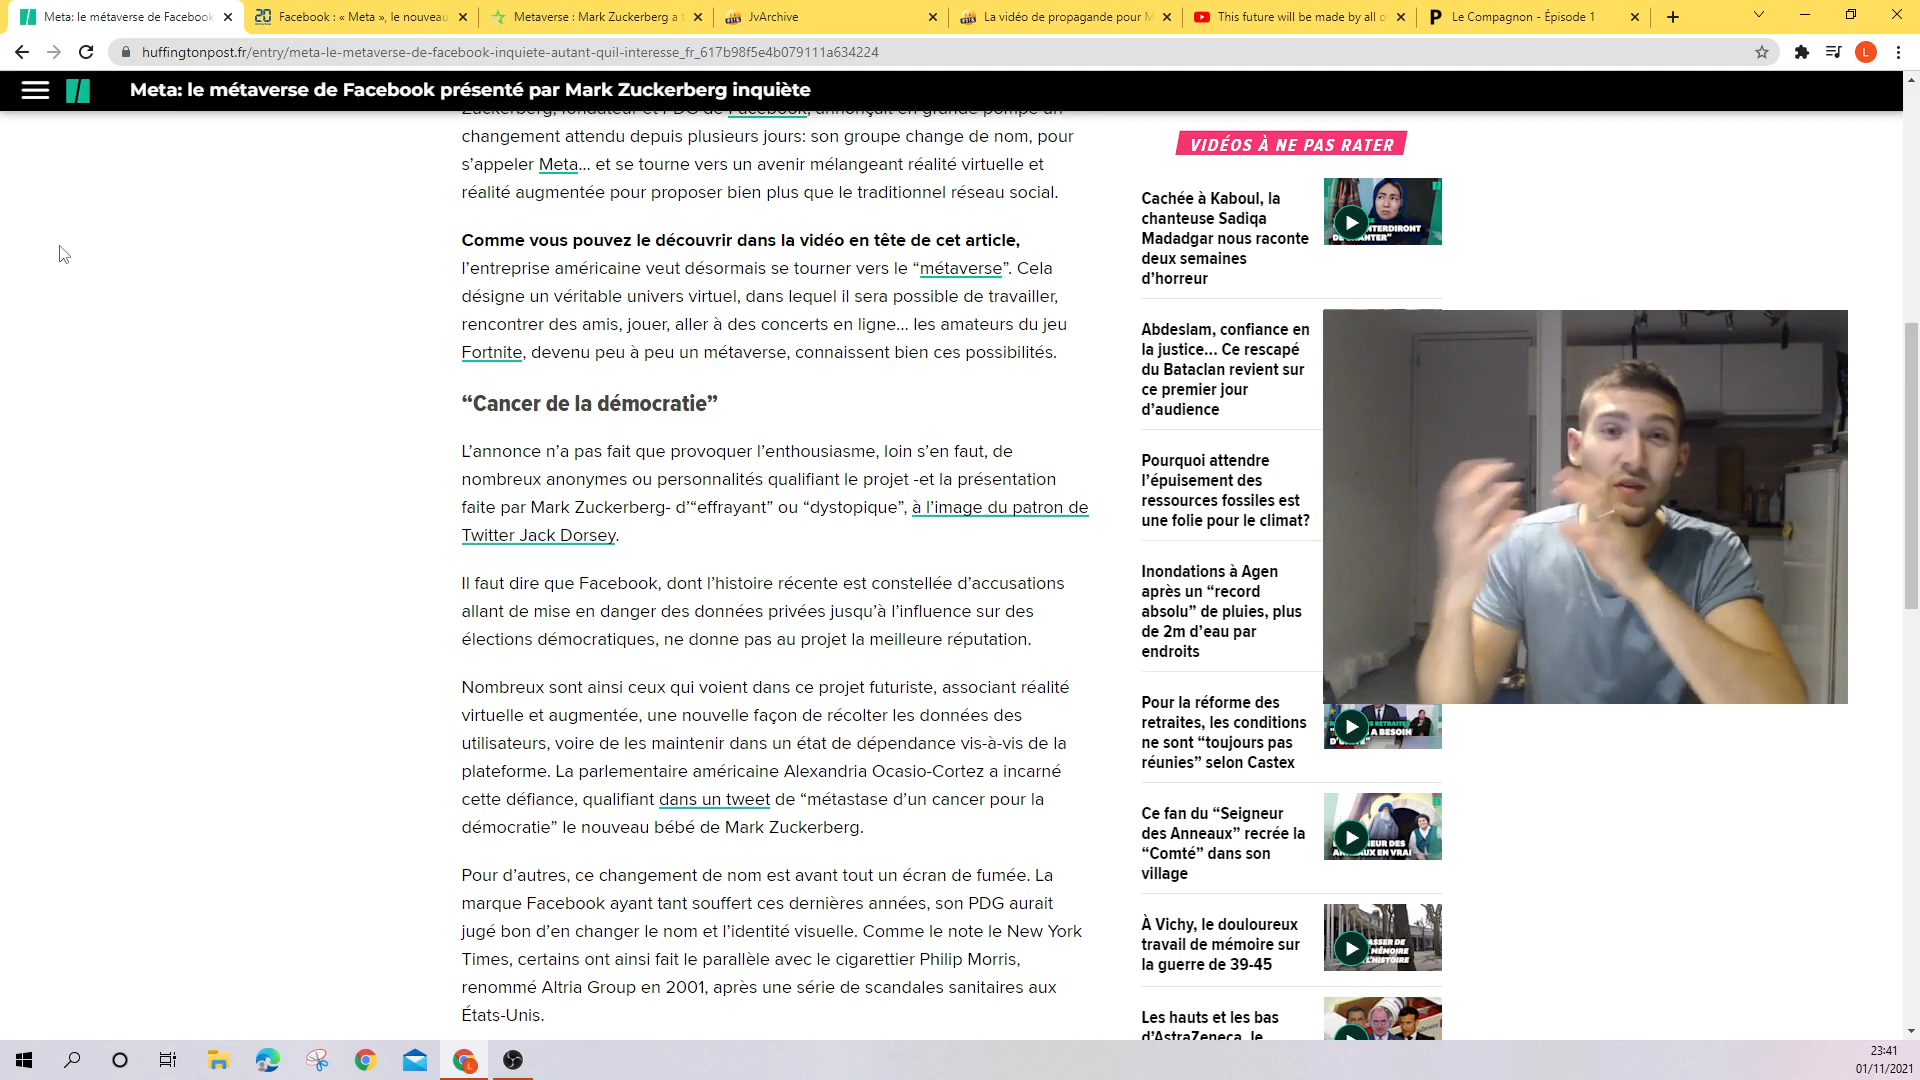 Meta: le métaverse de Facebook
Facebook : « Meta », le nouveau
Metaverse : Mark Zuckerberg a
JvArchive
La vidéo de propagande pour
This future will be made by all
Le Compagnon - Épisode 1
huffingtonpost.fr/entry/meta-le-metaverse-de-facebook-inquiete-autant-quil-interesse_fr_617b98f5e4b079111a634224
L
Meta: le métaverse de Facebook présenté par Mark Zuckerberg inquiète
Zuckerberg, fondateur et PDG de Facebook, annonçait en grande pompe un
changement attendu depuis plusieurs jours: son groupe change de nom, pour
s’appeler Meta... et se tourne vers un avenir mélangeant réalité virtuelle et
réalité augmentée pour proposer bien plus que le traditionnel réseau social.
Comme vous pouvez le découvrir dans la vidéo en tête de cet article,
l’entreprise américaine veut désormais se tourner vers le “métaverse”. Cela
désigne un véritable univers virtuel, dans lequel il sera possible de travailler,
rencontrer des amis, jouer, aller à des concerts en ligne... les amateurs du jeu
Fortnite, devenu peu à peu un métaverse, connaissent bien ces possibilités.
“Cancer de la démocratie”
L’annonce n’a pas fait que provoquer l’enthousiasme, loin s’en faut, de
nombreux anonymes ou personnalités qualifiant le projet -et la présentation
faite par Mark Zuckerberg- d’“effrayant” ou “dystopique”, à l’image du patron de
Twitter Jack Dorsey.
Il faut dire que Facebook, dont l’histoire récente est constellée d’accusations
allant de mise en danger des données privées jusqu’à l’influence sur des
élections démocratiques, ne donne pas au projet la meilleure réputation.
Nombreux sont ainsi ceux qui voient dans ce projet futuriste, associant réalité
virtuelle et augmentée, une nouvelle façon de récolter les données des
utilisateurs, voire de les maintenir dans un état de dépendance vis-à-vis de la
plateforme. La parlementaire américaine Alexandria Ocasio-Cortez a incarné
cette défiance, qualifiant dans un tweet de “métastase d’un cancer pour la
démocratie” le nouveau bébé de Mark Zuckerberg.
Pour d’autres, ce changement de nom est avant tout un écran de fumée. La
marque Facebook ayant tant souffert ces dernières années, son PDG aurait
jugé bon d’en changer le nom et l’identité visuelle. Comme le note le New York
Times, certains ont ainsi fait le parallèle avec le cigarettier Philip Morris,
renommé Altria Group en 2001, après une série de scandales sanitaires aux
États-Unis.
VIDÉOS À NE PAS RATER
Cachée à Kaboul, la
chanteuse Sadiqa
Madadgar nous raconte
deux semaines
d’horreur
Abdeslam, confiance en
la justice... Ce rescapé
du Bataclan revient sur
ce premier jour
d’audience
Pourquoi attendre
l’épuisement des
ressources fossiles est
une folie pour le climat?
Inondations à Agen
après un “record
absolu” de pluies, plus
de 2m d’eau par
endroits
Pour la réforme des
retraites, les conditions
ne sont “toujours pas
réunies” selon Castex
A BESOIN
Ce fan du “Seigneur
des Anneaux” recrée la
“Comté” dans son
village
EN VRAI
À Vichy, le douloureux
travail de mémoire sur
la guerre de 39-45
Les hauts et les bas
d’AstraZeneca, le
23:41
01/11/2021